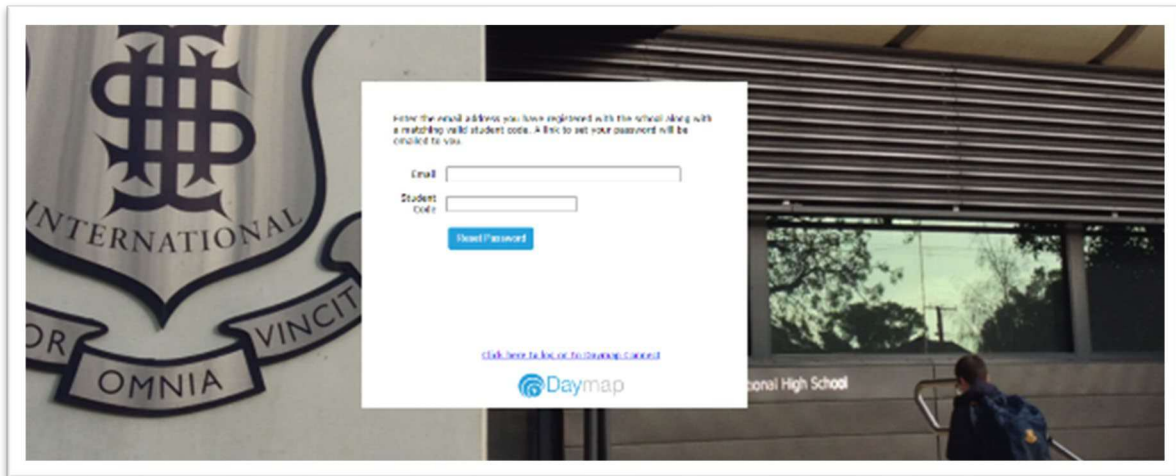 INTERNATIONAL
OR OMNIA VINCIT
Enter the email address you have registered with the school along with
a matching valid student code. A link to set your password will be
emailed to you.
Email
Student
Code
Reset Password
Click here to log on to Daymap Connect
Daymap
onal High School